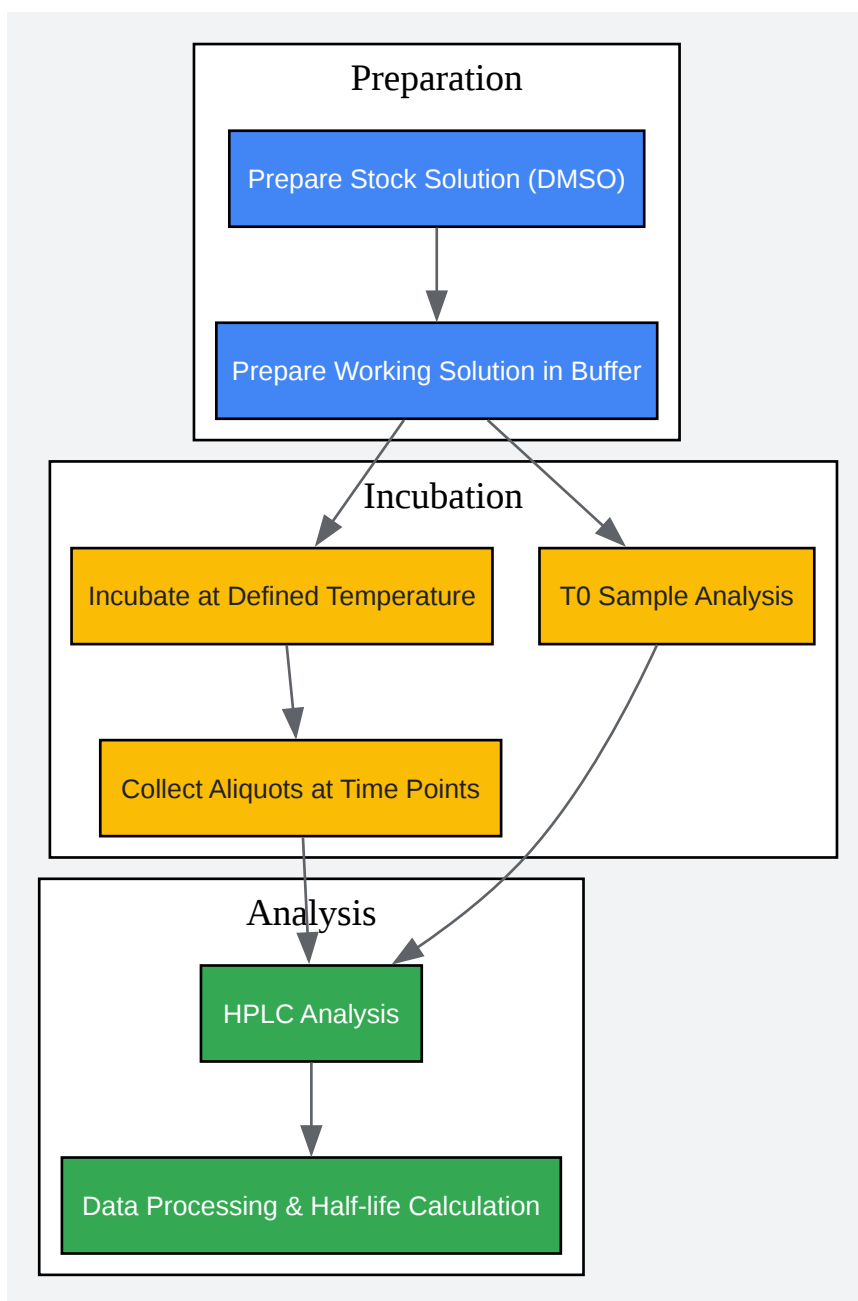 Preparation
Prepare Stock Solution (DMSO)
Prepare Working Solution in Buffer
Incubation
Incubate at Defined Temperature
T0 Sample Analysis
Collect Aliquots at Time Points
Analysis
HPLC Analysis
Data Processing & Half-life Calculation